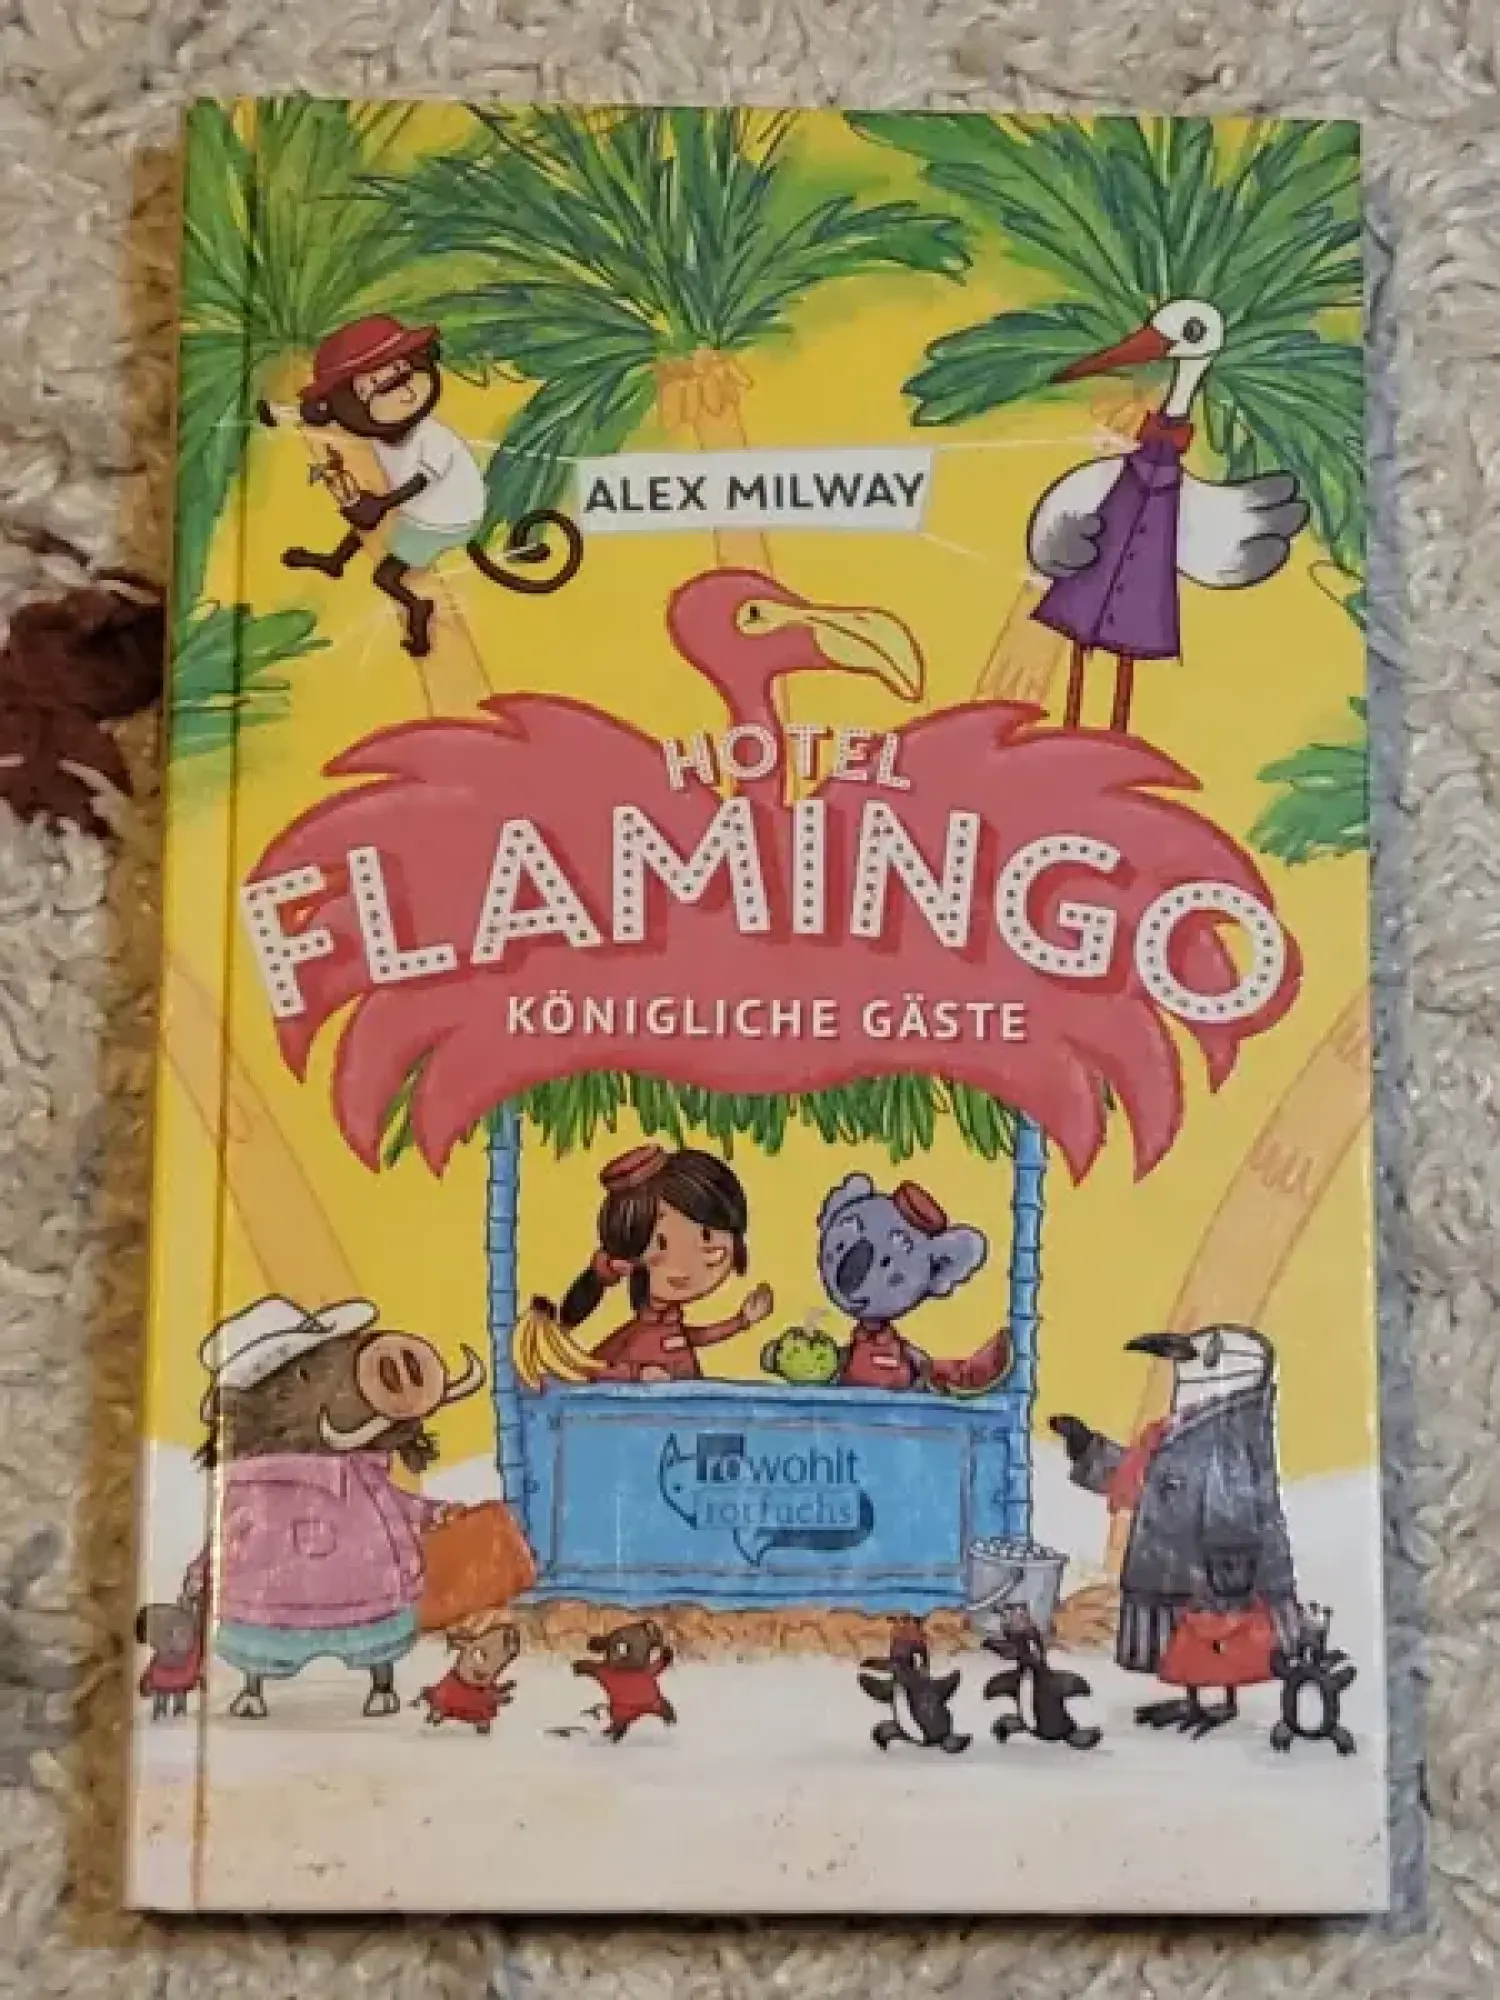 ALEX MILWAY
HOTEL
FLAMINGO
KÖNIGLICHE GÄSTE
rowohlt
rotfuchs